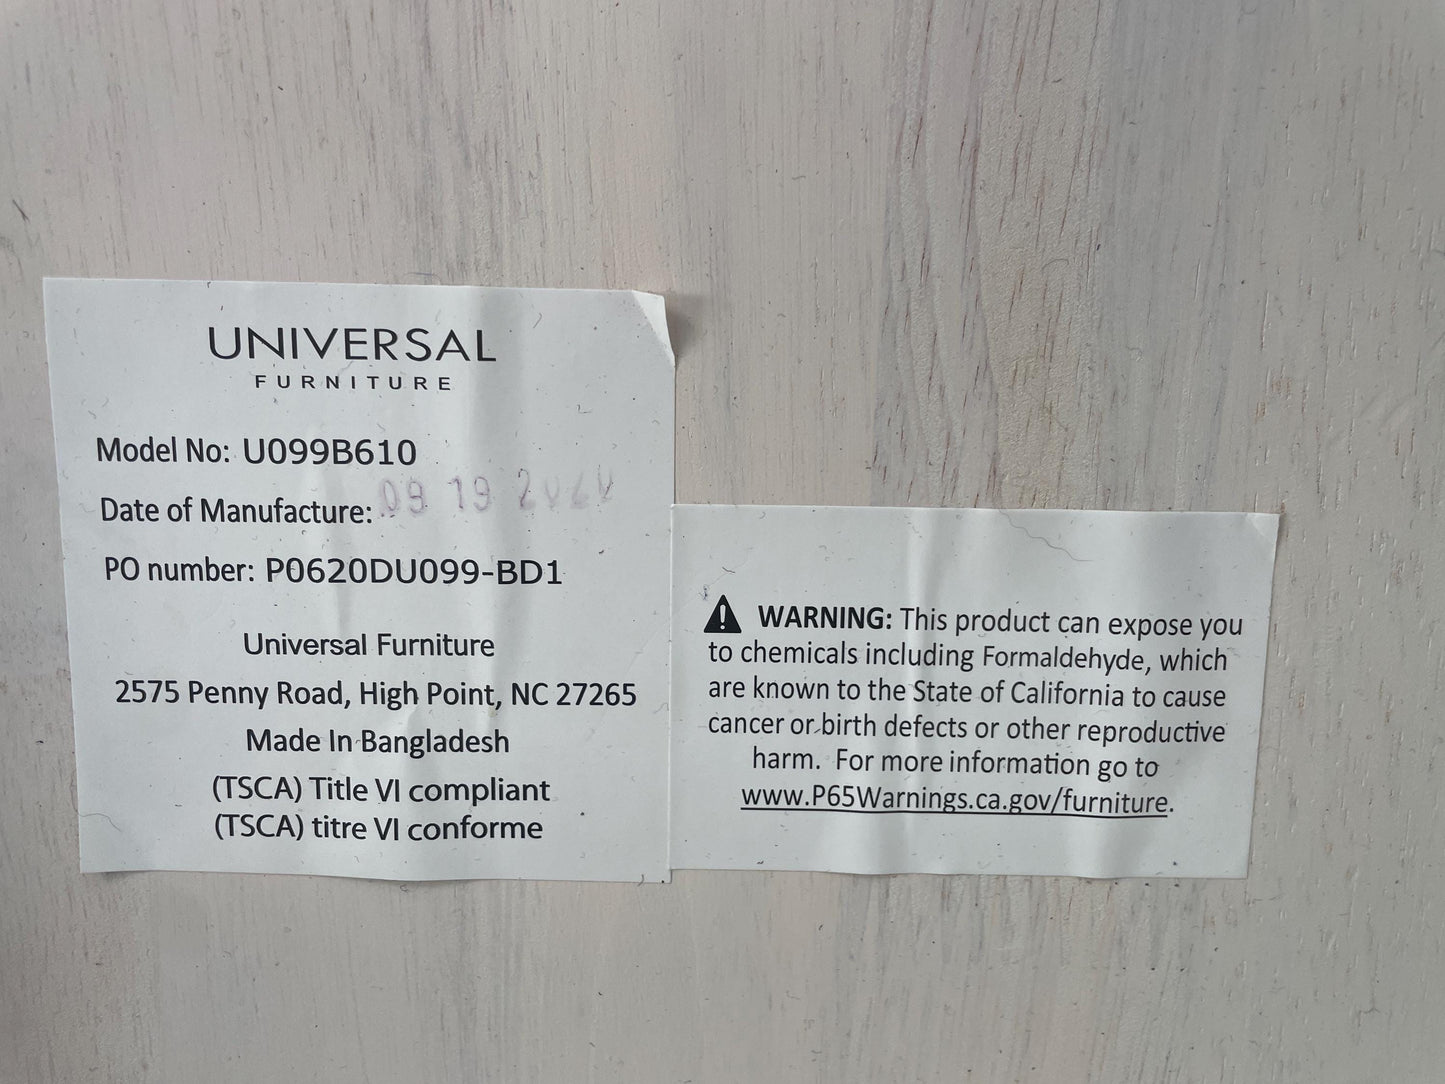 UNIVERSAL
FURNITURE
Model No: U099B610
Date of Manufacture: 09 19 2020
PO number: P0620DU099-BD1
Universal Furniture
2575 Penny Road, High Point, NC 27265
Made In Bangladesh
(TSCA) Title VI compliant
(TSCA) titre VI conforme
WARNING: This product can expose you
to chemicals including Formaldehyde, which
are known to the State of California to cause
cancer or birth defects or other reproductive
harm. For more information go to
www.P65Warnings.ca.gov/furniture.